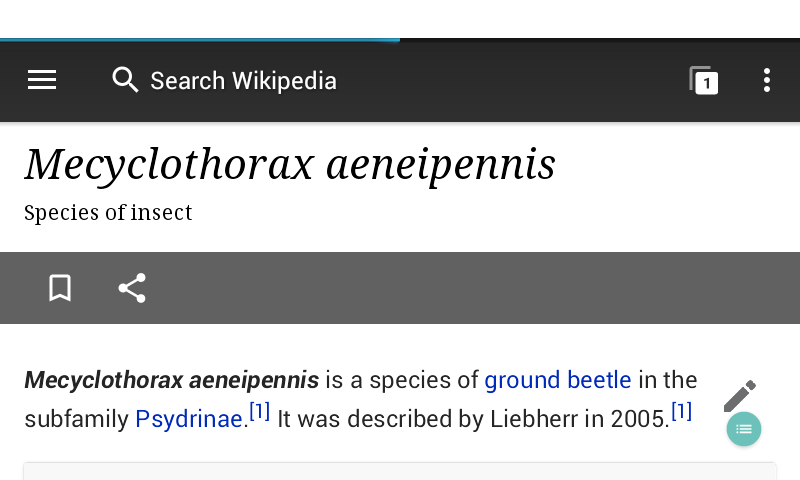 Search Wikipedia
1
Mecyclothorax aeneipennis
Species of insect
Mecyclothorax aeneipennis is a species of ground beetle in the
subfamily Psydrinae.[1] It was described by Liebherr in 2005.[1]